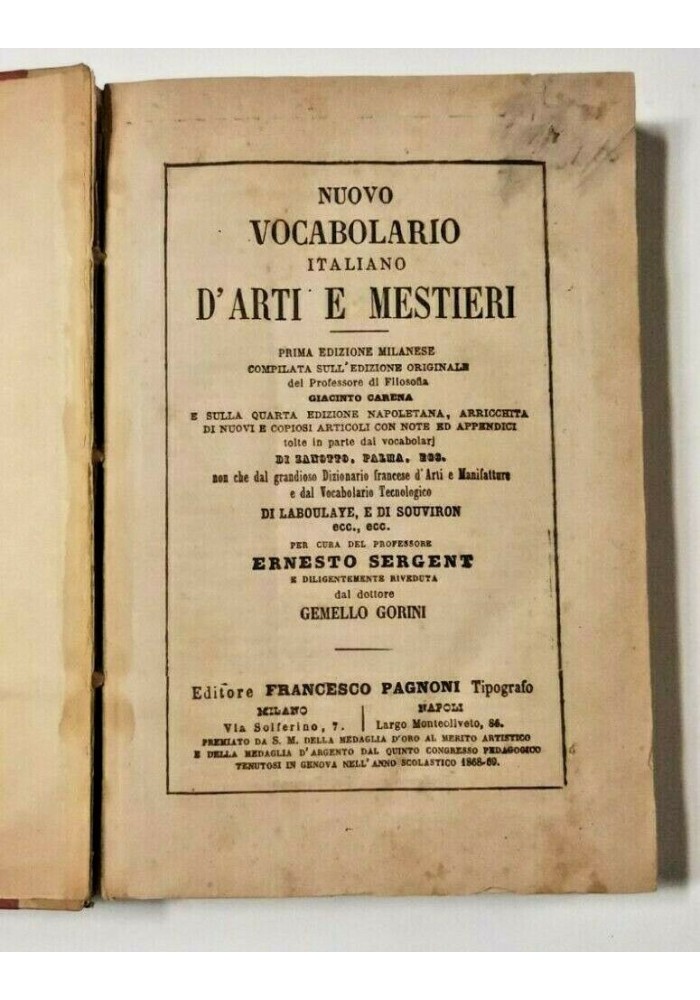 NUOVO
VOCABOLARIO
ITALIANO
D'ARTI E MESTIERI
PRIMA EDIZIONE MILANESE
COMPILATA SULL'EDIZIONE ORIGINALE
del Professore di Filosofia
GIACINTO CARENA
E SULLA QUARTA EDIZIONE NAPOLETANA, ARRICCHITA
DI NUOVI E COPIOSI ARTICOLI CON NOTE ED APPENDICI
tolte in parte dai vocabolarj
DI ZANOTTO, PALMA, ECC.
non che dal grandioso Dizionario francese d'Arti e Manifatture
e dal Vocabolario Tecnologico
DI LABOULAYE, E DI SOUVIRON
ecc., ecc.
PER CURA DEL PROFESSORE
ERNESTO SERGENT
E DILIGENTEMENTE RIVEDUTA
dal dottore
GEMELLO GORINI
Editore FRANCESCO PAGNONI Tipografo
MILANO
Via Solferino, 7.
NAPOLI
Largo Monteoliveto, 86.
PREMIATO DA S. M. DELLA MEDAGLIA D'ORO AL MERITO ARTISTICO
E DELLA MEDAGLIA D'ARGENTO DAL QUINTO CONGRESSO PEDAGOGICO
TENUTOSI IN GENOVA NELL'ANNO SCOLASTICO 1868-69.